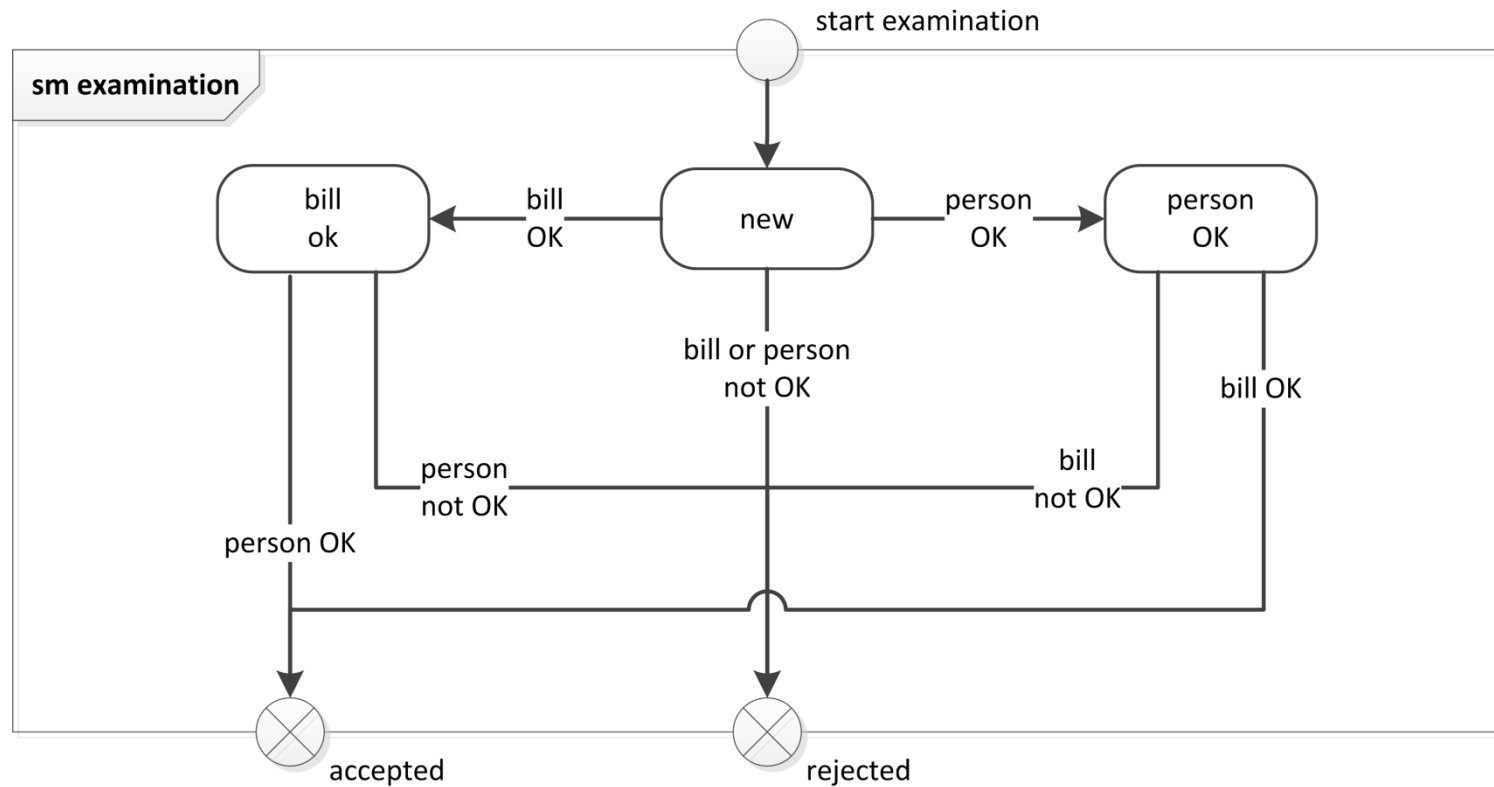 start examination
sm examination
bill
ok
bill
OK
new
person
OK
person
OK
bill or person
not OK
bill OK
person
not OK
bill
not OK
person OK
accepted
rejected